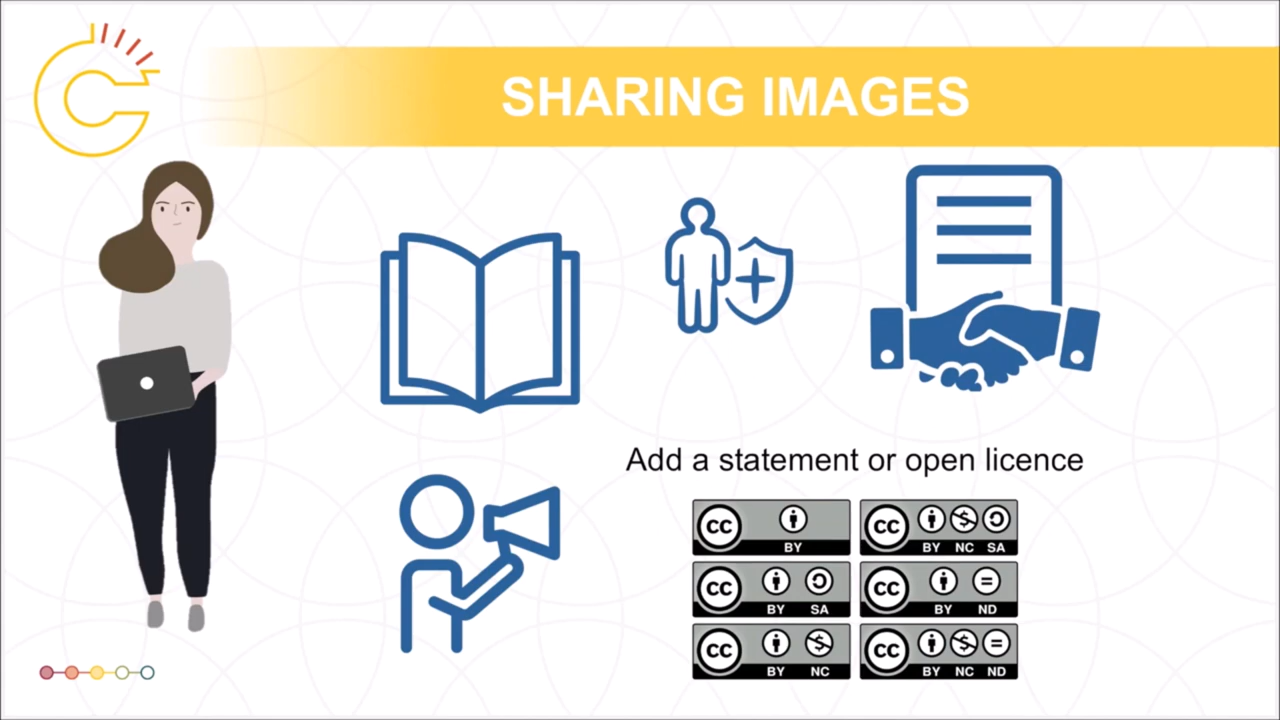 SHARING IMAGES
Add a statement or open licence
cc BY
cc BY NC SA
cc BY SA
cc BY ND
cc BY NC
cc BY NC ND